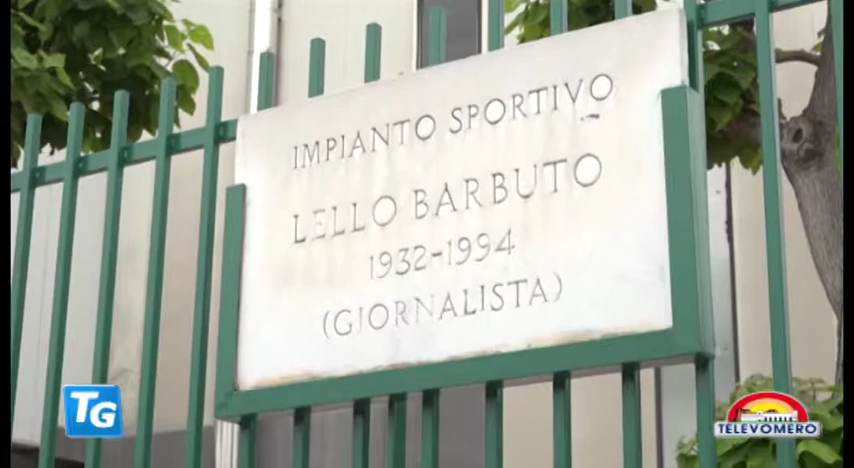 IMPIANTO SPORTIVO
LELLO BARBUTO
1932-1994
(GIORNALISTA)
TG
TELEVOMERO